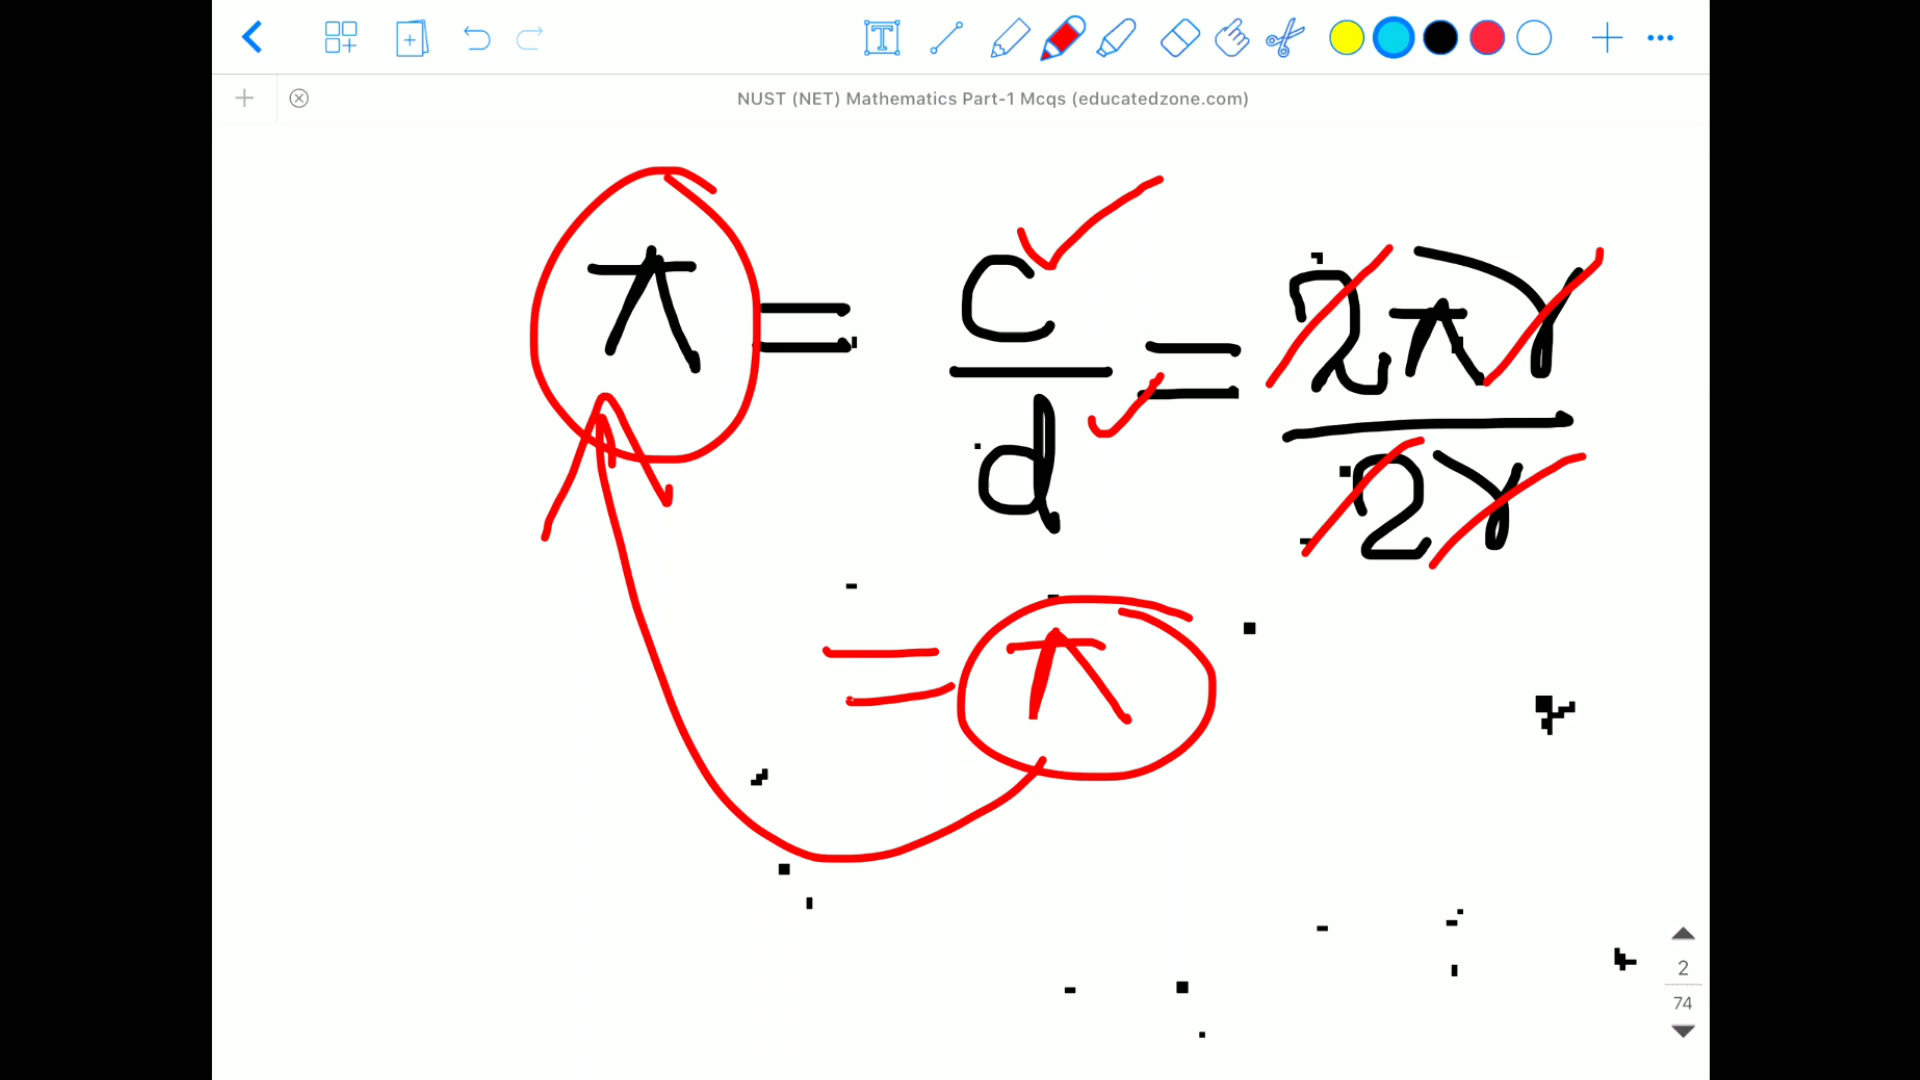 T
NUST (NET) Mathematics Part-1 Mcqs (educatedzone.com)
π = c/d = 2πr/2r
= π
2
74